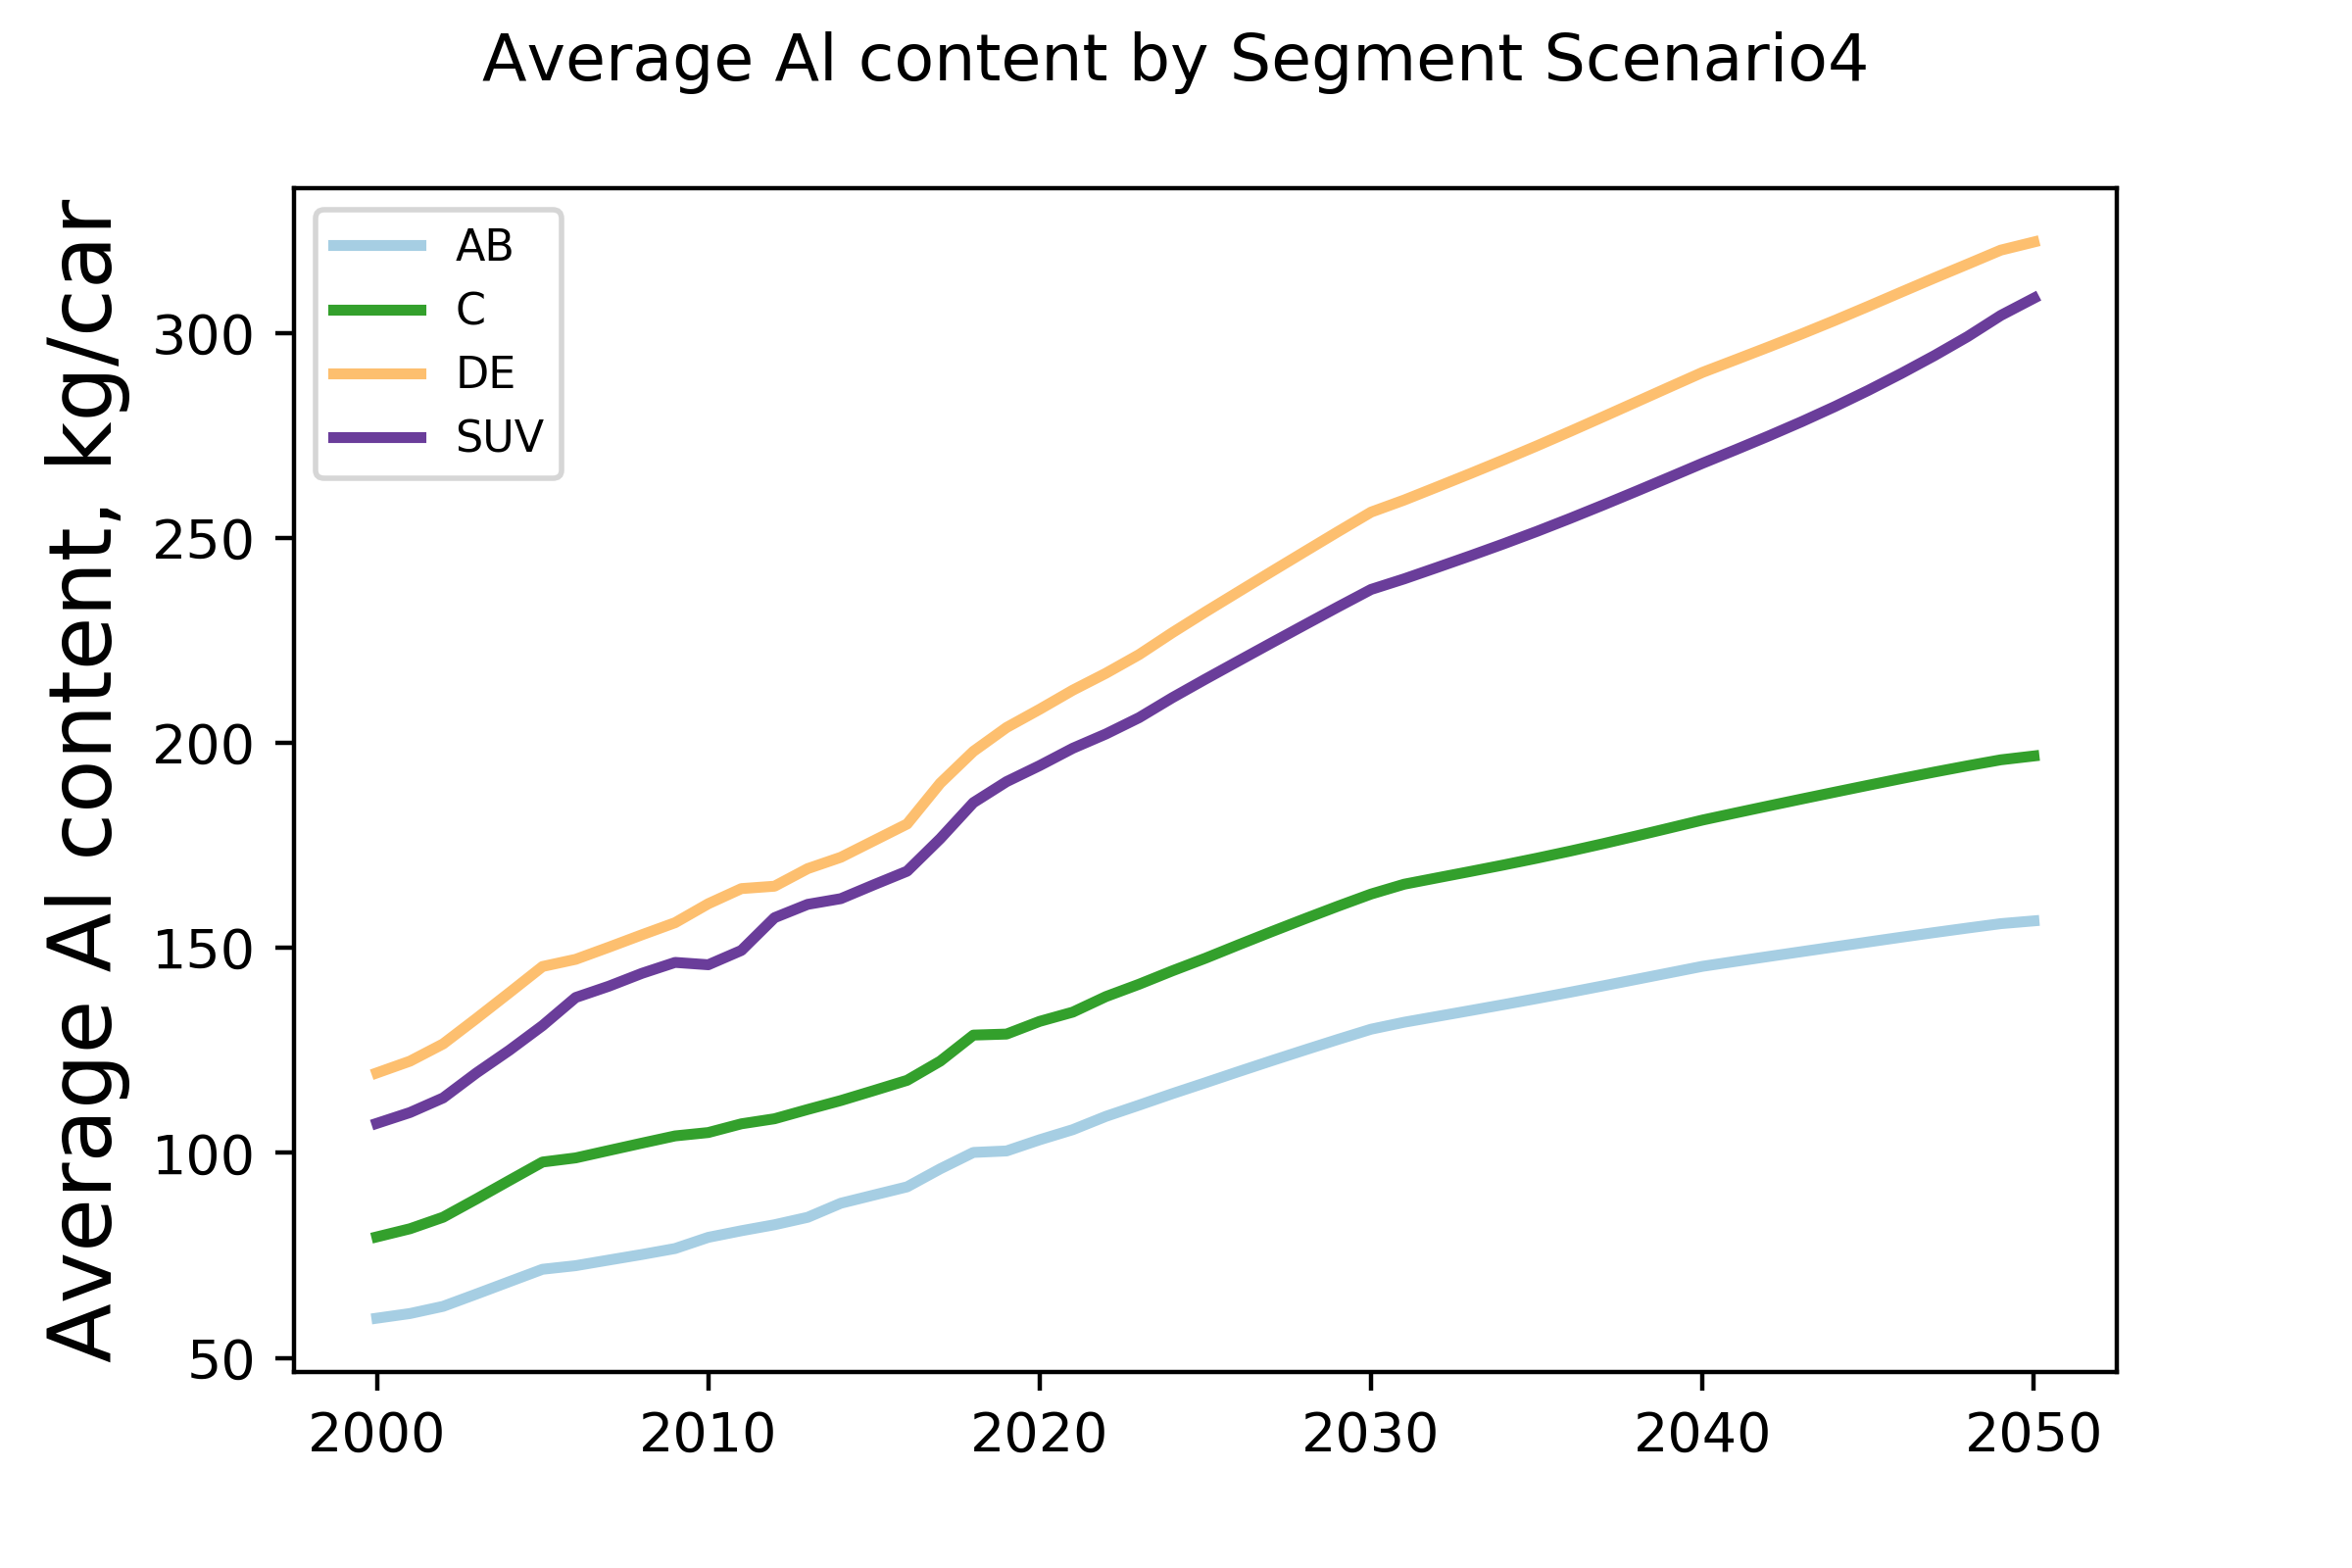 Average Al content by Segment Scenario4
Average Al content, kg/car
AB
C
DE
SUV
300
250
200
150
100
50
2000 2010 2020 2030 2040 2050